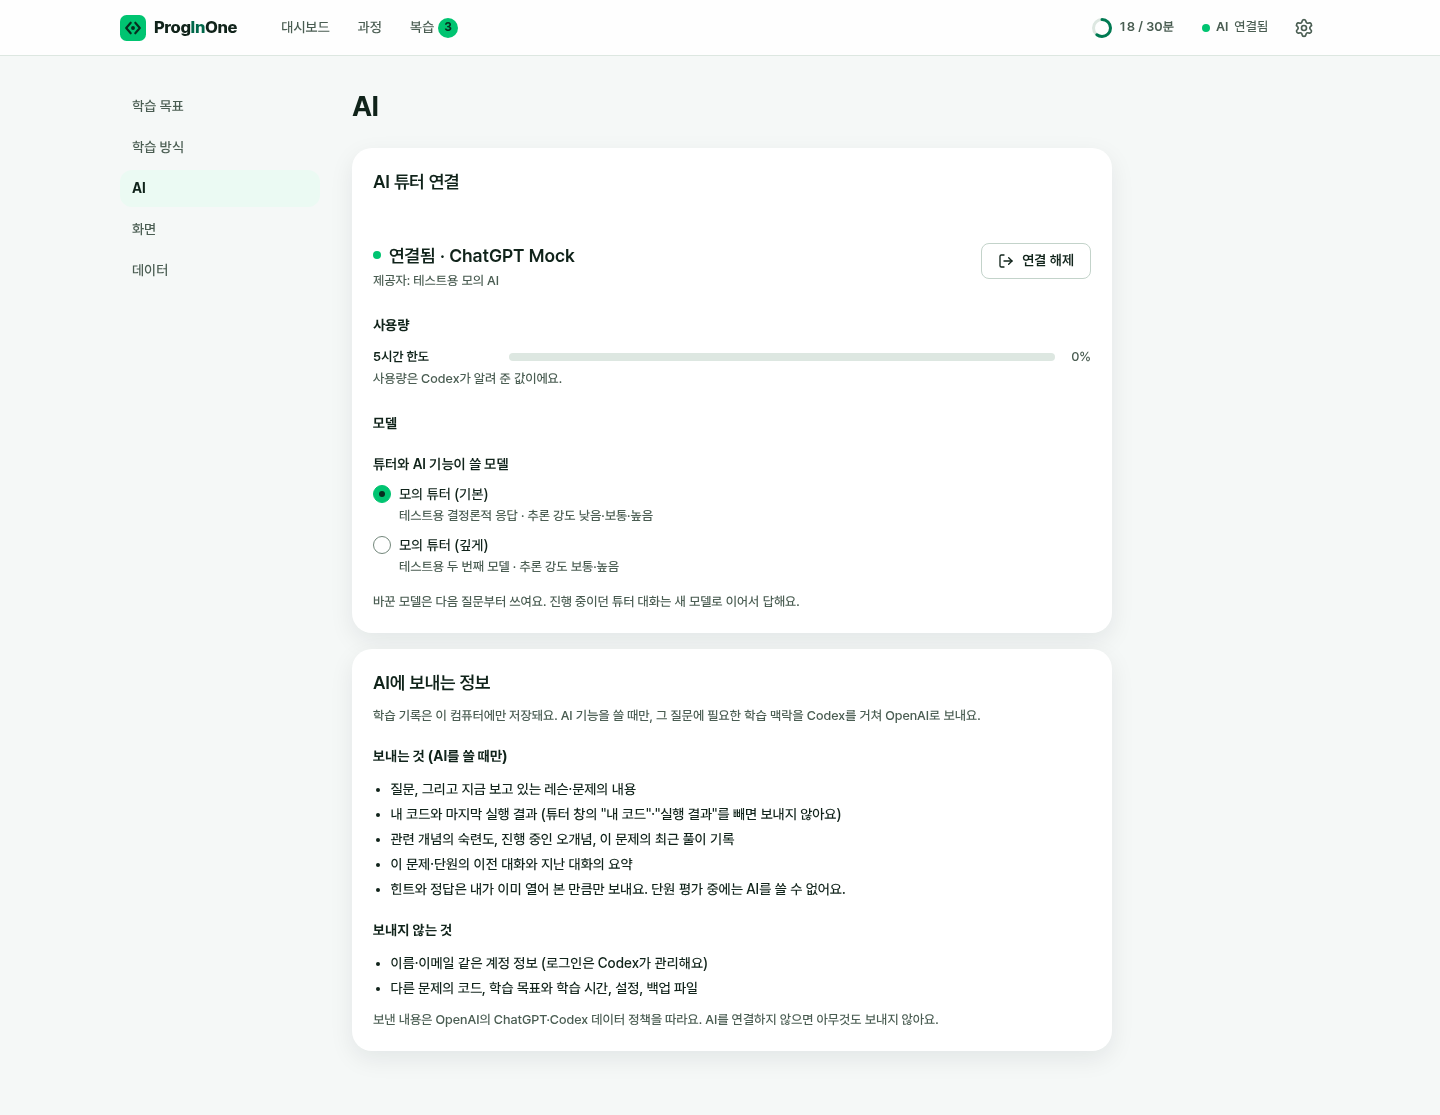 ProgInOne
대시보드
과정
복습 3
18 / 30분
AI 연결됨
학습 목표
학습 방식
AI
화면
데이터
AI
AI 튜터 연결
연결됨 · ChatGPT Mock
제공자: 테스트용 모의 AI
연결 해제
사용량
5시간 한도
0%
사용량은 Codex가 알려 준 값이에요.
모델
튜터와 AI 기능이 쓸 모델
모의 튜터 (기본)
테스트용 결정론적 응답 · 추론 강도 낮음·보통·높음
모의 튜터 (깊게)
테스트용 두 번째 모델 · 추론 강도 보통·높음
바꾼 모델은 다음 질문부터 쓰여요. 진행 중이던 튜터 대화는 새 모델로 이어서 답해요.
AI에 보내는 정보
학습 기록은 이 컴퓨터에만 저장돼요. AI 기능을 쓸 때만, 그 질문에 필요한 학습 맥락을 Codex를 거쳐 OpenAI로 보내요.
보내는 것 (AI를 쓸 때만)
• 질문, 그리고 지금 보고 있는 레슨·문제의 내용
• 내 코드와 마지막 실행 결과 (튜터 창의 "내 코드"·"실행 결과"를 빼면 보내지 않아요)
• 관련 개념의 숙련도, 진행 중인 오개념, 이 문제의 최근 풀이 기록
• 이 문제·단원의 이전 대화와 지난 대화의 요약
• 힌트와 정답은 내가 이미 열어 본 만큼만 보내요. 단원 평가 중에는 AI를 쓸 수 없어요.
보내지 않는 것
• 이름·이메일 같은 계정 정보 (로그인은 Codex가 관리해요)
• 다른 문제의 코드, 학습 목표와 학습 시간, 설정, 백업 파일
보낸 내용은 OpenAI의 ChatGPT·Codex 데이터 정책을 따라요. AI를 연결하지 않으면 아무것도 보내지 않아요.